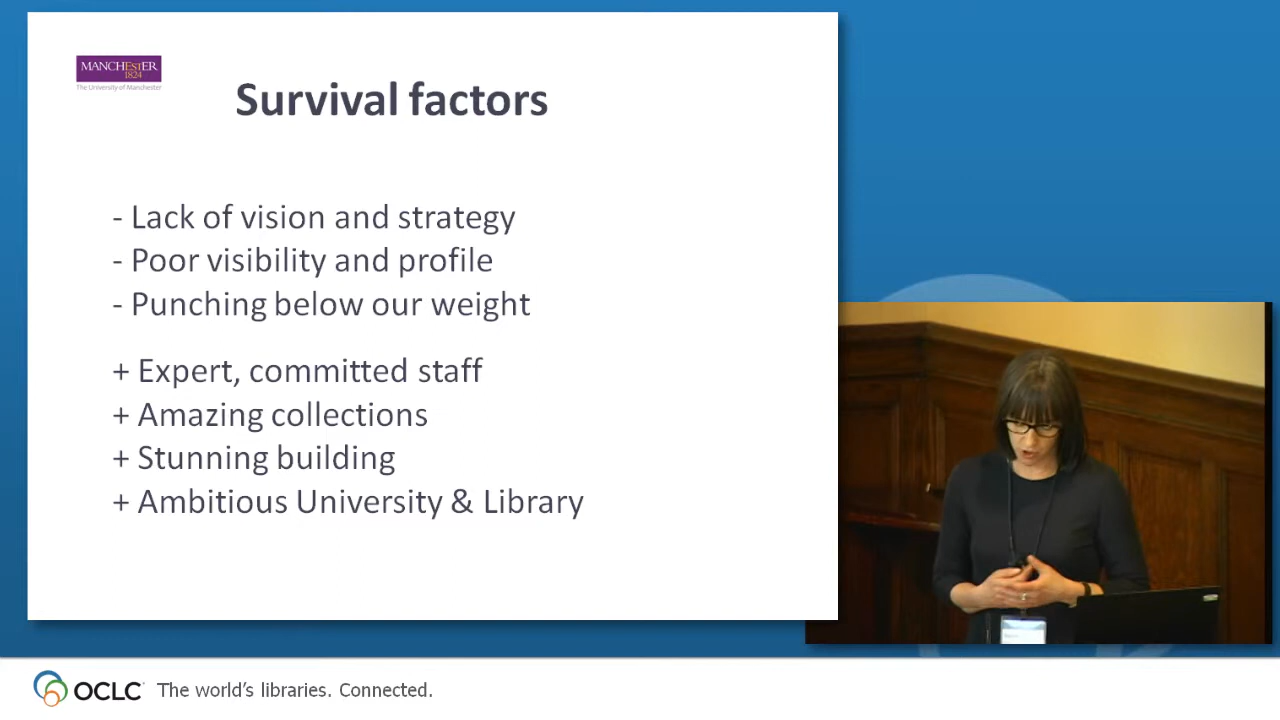 MANCHEStER
1824
The University of Manchester
Survival factors
- Lack of vision and strategy
- Poor visibility and profile
- Punching below our weight
+ Expert, committed staff
+ Amazing collections
+ Stunning building
+ Ambitious University & Library
OCLC The world's libraries. Connected.